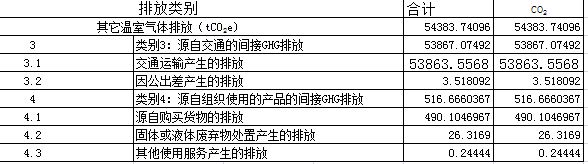 排放类别 合计 CO₂
其它温室气体排放（tCO₂e） 54383.74096 54383.74096
3 类别3：源自交通的间接GHG排放 53867.07492 53867.07492
3.1 交通运输产生的排放 53863.5568 53863.5568
3.2 因公出差产生的排放 3.518092 3.518092
4 类别4：源自组织使用的产品的间接GHG排放 516.6660367 516.6660367
4.1 源自购买货物的排放 490.1046967 490.1046967
4.2 固体或液体废弃物处置产生的排放 26.3169 26.3169
4.3 其他使用服务产生的排放 0.24444 0.24444